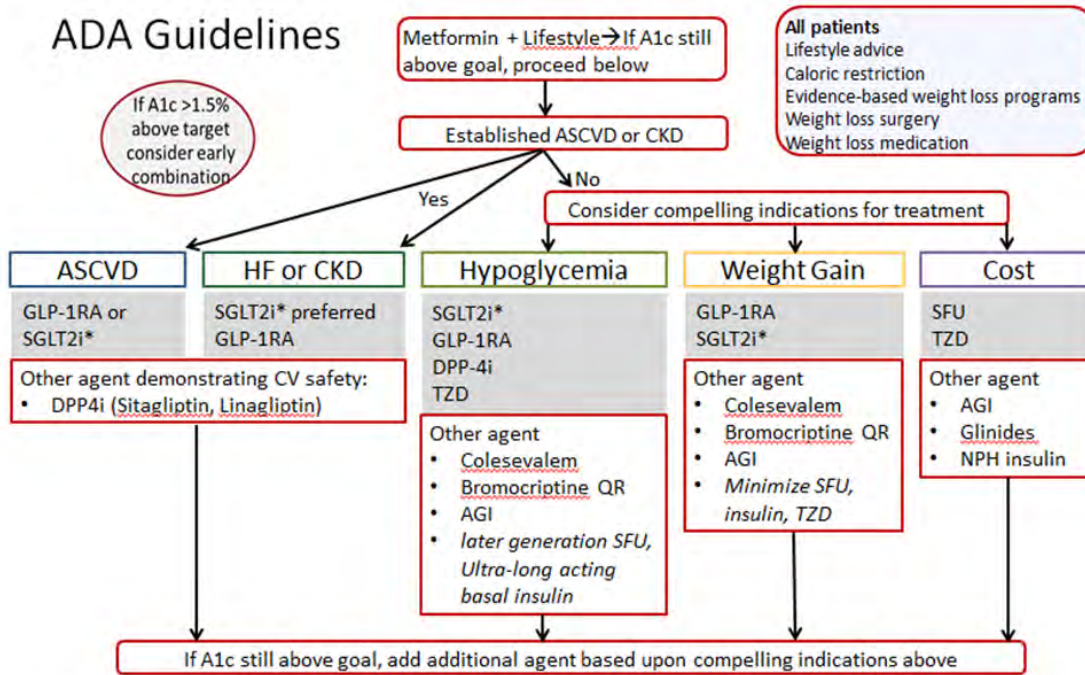 ADA Guidelines
Metformin + Lifestyle→If A1c still
above goal, proceed below
All patients
Lifestyle advice
Caloric restriction
Evidence-based weight loss programs
Weight loss surgery
Weight loss medication
If A1c >1.5%
above target
consider early
combination
Established ASCVD or CKD
Yes
No
Consider compelling indications for treatment
ASCVD
GLP-1RA or
SGLT2i*
HF or CKD
SGLT2i* preferred
GLP-1RA
Other agent demonstrating CV safety:
• DPP4i (Sitagliptin, Linagliptin)
Hypoglycemia
SGLT2i*
GLP-1RA
DPP-4i
TZD
Other agent
• Colesevalem
• Bromocriptine QR
• AGI
• later generation SFU,
Ultra-long acting
basal insulin
Weight Gain
GLP-1RA
SGLT2i*
Other agent
• Colesevalem
• Bromocriptine QR
• AGI
• Minimize SFU,
insulin, TZD
Cost
SFU
TZD
Other agent
• AGI
• Glinides
• NPH insulin
If A1c still above goal, add additional agent based upon compelling indications above